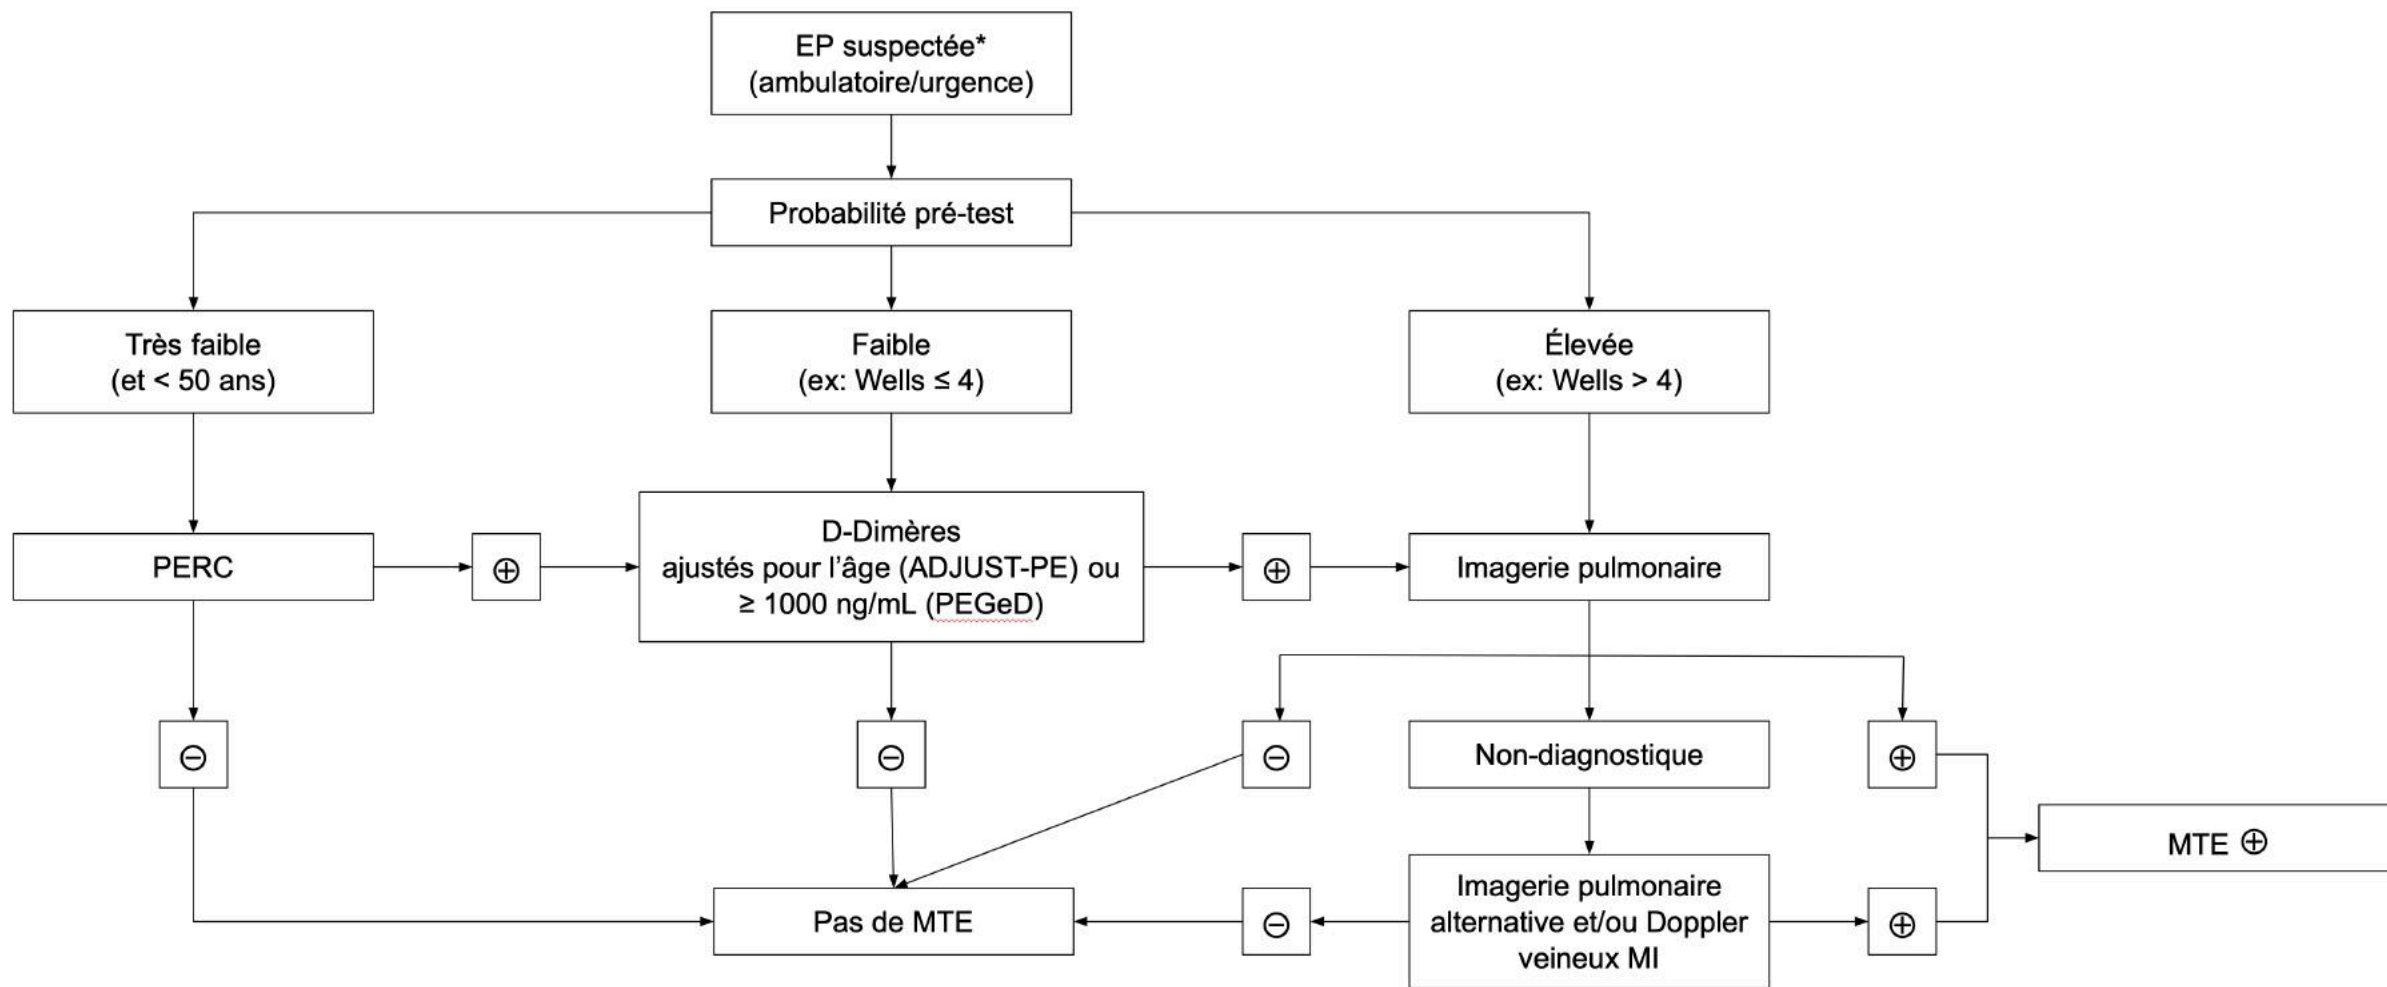 EP suspectée*
(ambulatoire/urgence)
Probabilité pré-test
Très faible
(et < 50 ans)
Faible
(ex: Wells ≤ 4)
Élevée
(ex: Wells > 4)
PERC
⊕
D-Dimères
ajustés pour l'âge (ADJUST-PE) ou
≥ 1000 ng/mL (PEGeD)
⊕
Imagerie pulmonaire
⊖
⊖
⊖
Non-diagnostique
⊕
MTE ⊕
Pas de MTE
⊖
Imagerie pulmonaire
alternative et/ou Doppler
veineux MI
⊕